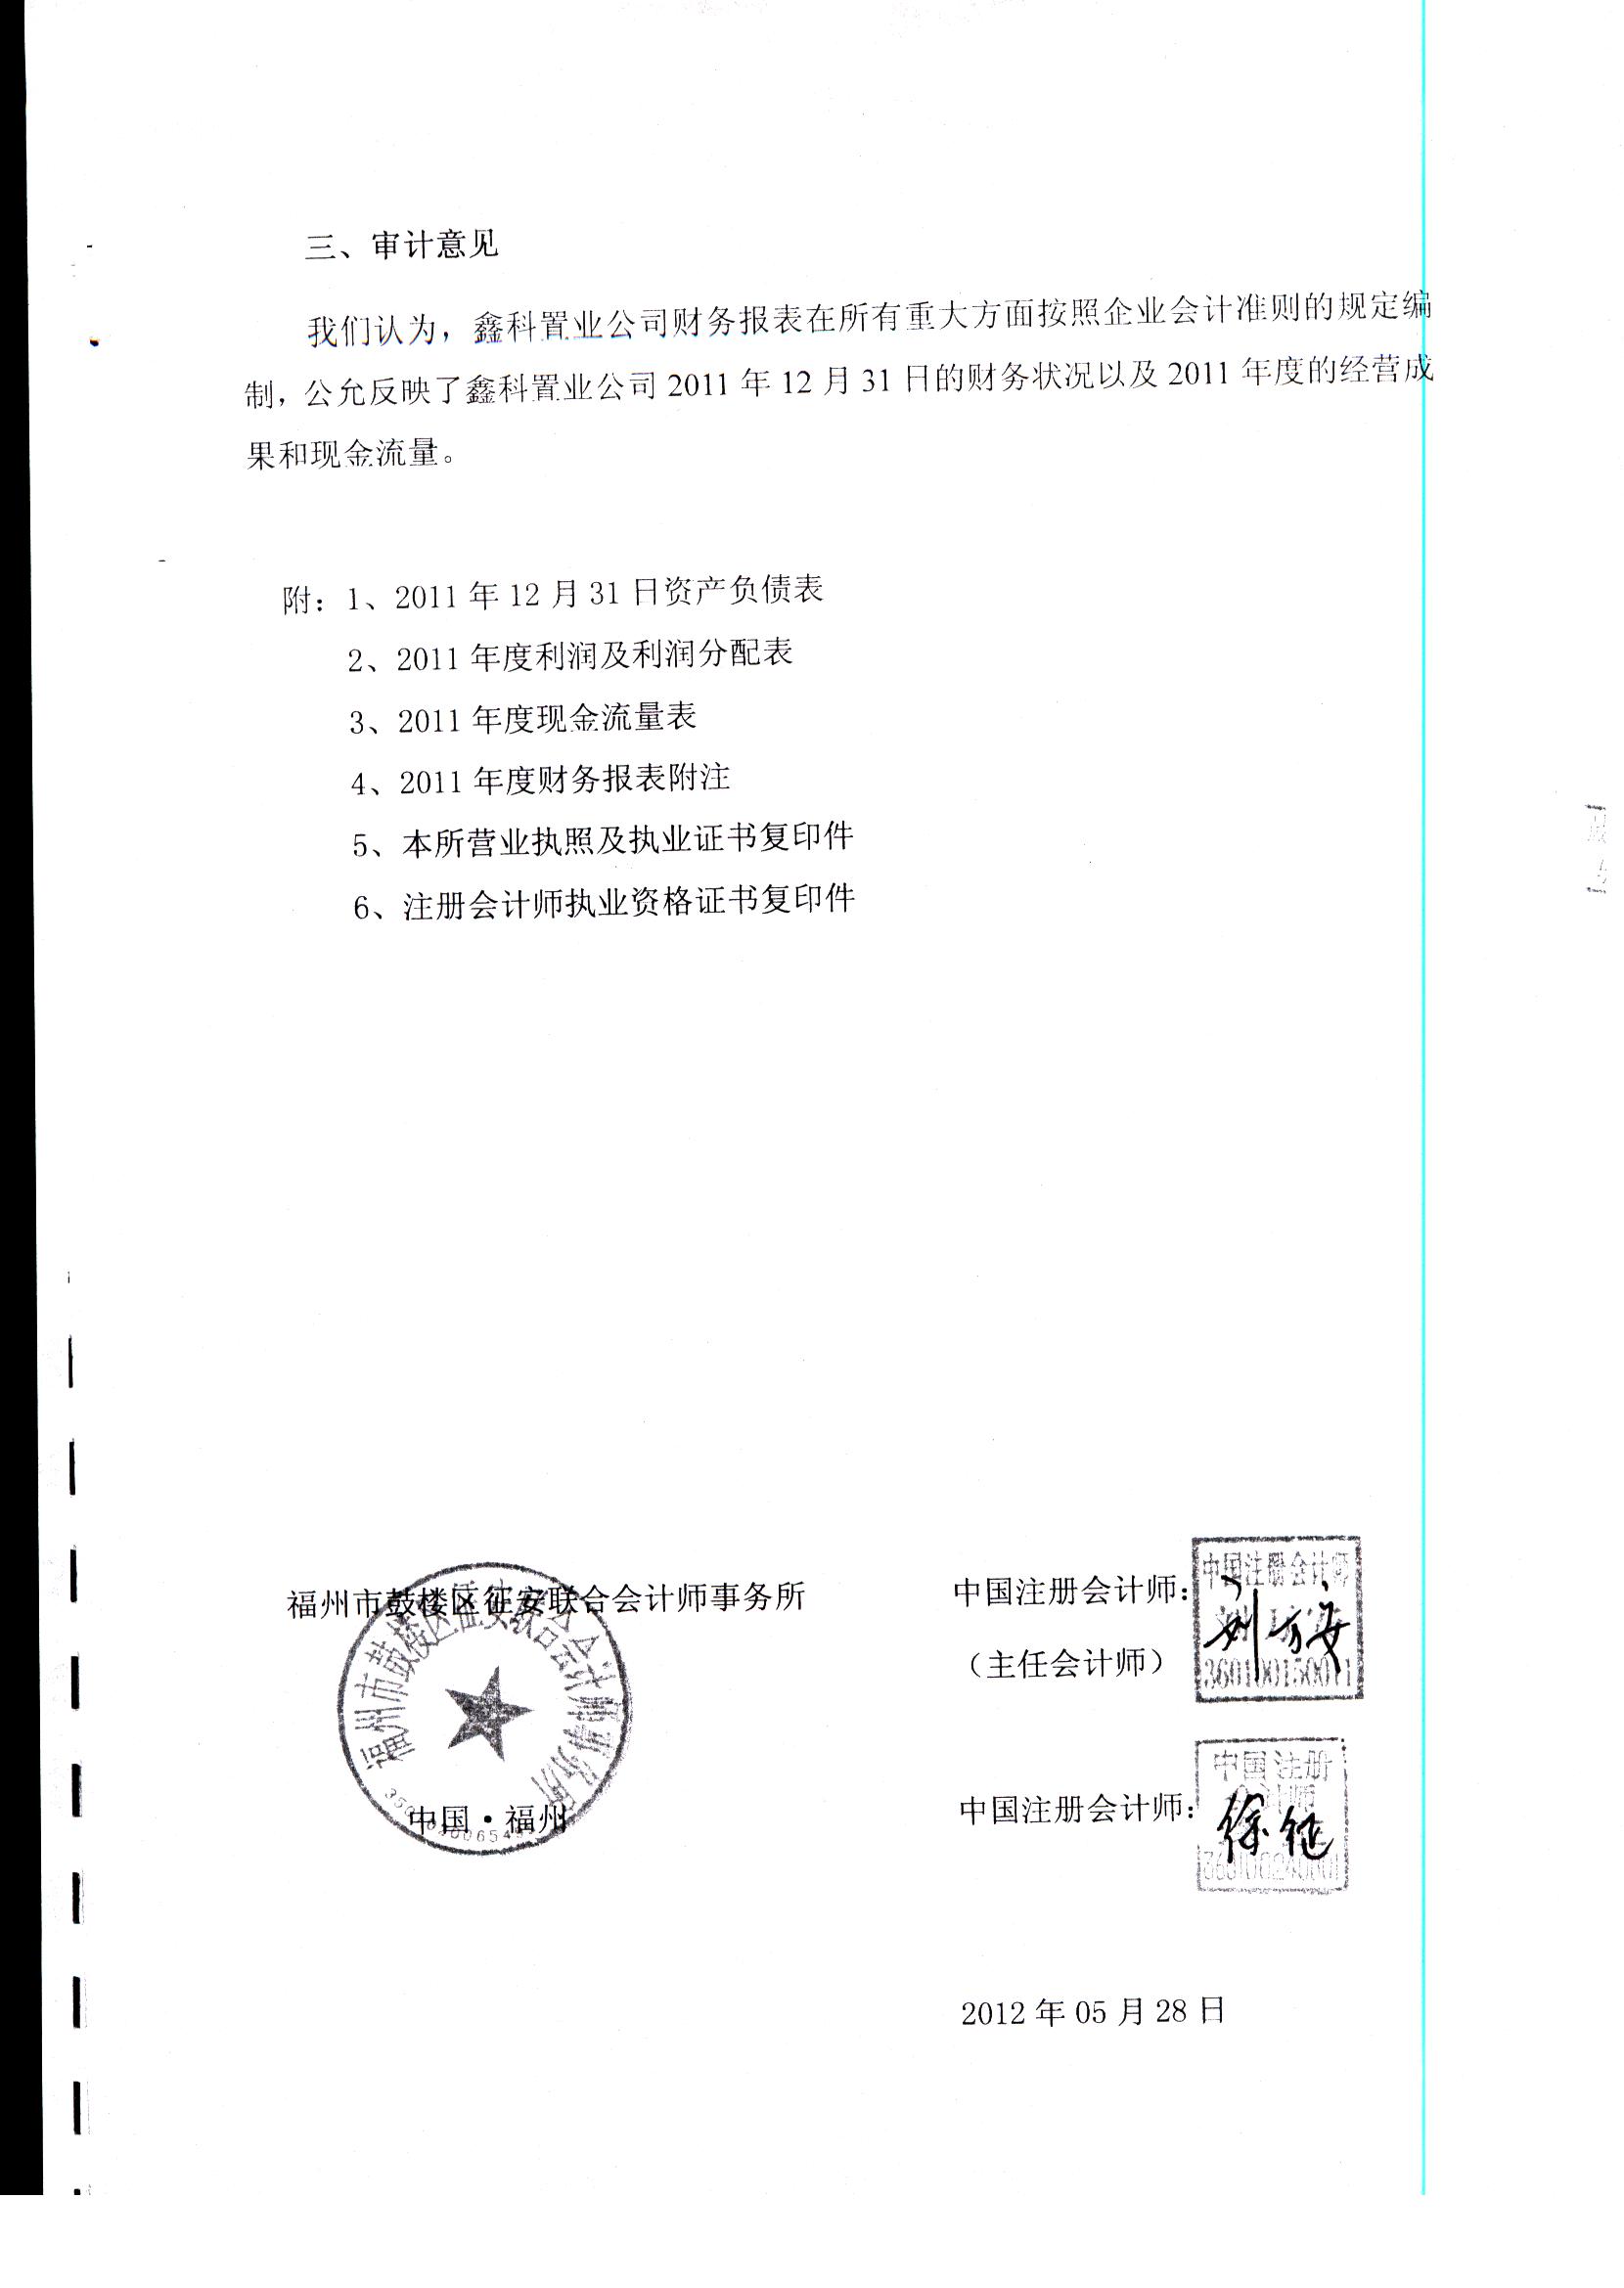 三、审计意见
我们认为，鑫科置业公司财务报表在所有重大方面按照企业会计准则的规定编
制，公允反映了鑫科置业公司 2011 年 12 月 31 日的财务状况以及 2011 年度的经营成
果和现金流量。
附：1、2011 年 12 月 31 日资产负债表
2、2011 年度利润及利润分配表
3、2011 年度现金流量表
4、2011 年度财务报表附注
5、本所营业执照及执业证书复印件
6、注册会计师执业资格证书复印件
福州市鼓楼区征安联合会计师事务所
福州市鼓楼区征安联合会计师事务所
中国·福州
中国注册会计师：
（主任会计师）
中国注册会计师
刘方安
360100150011
中国注册会计师：
中国注册
会计师
徐征
2012 年 05 月 28 日